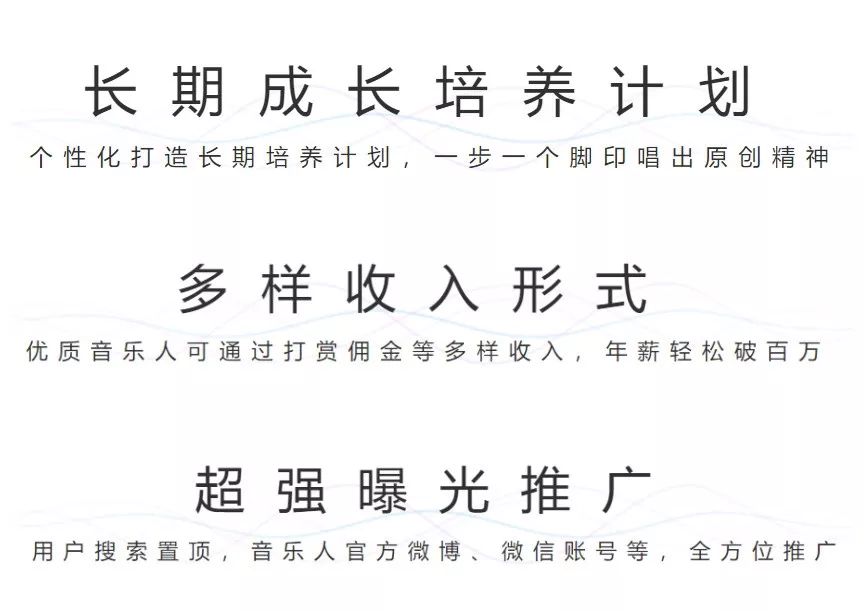 长期成长培养计划
个性化打造长期培养计划，一步一个脚印唱出原创精神
多样收入形式
优质音乐人可通过打赏佣金等多样收入，年薪轻松破百万
超强曝光推广
用户搜索置顶，音乐人官方微博、微信账号等，全方位推广